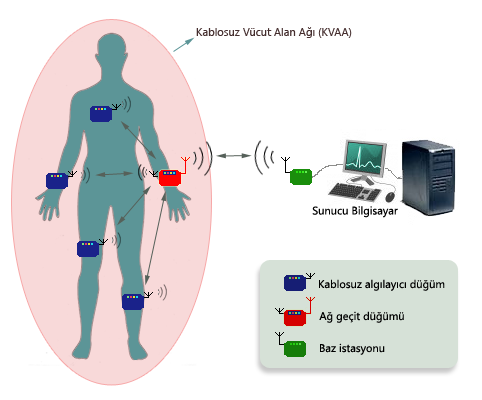 Kablosuz Vücut Alan Ağı (KVAA)
Sunucu Bilgisayar
Kablosuz algılayıcı düğüm
Ağ geçit düğümü
Baz istasyonu